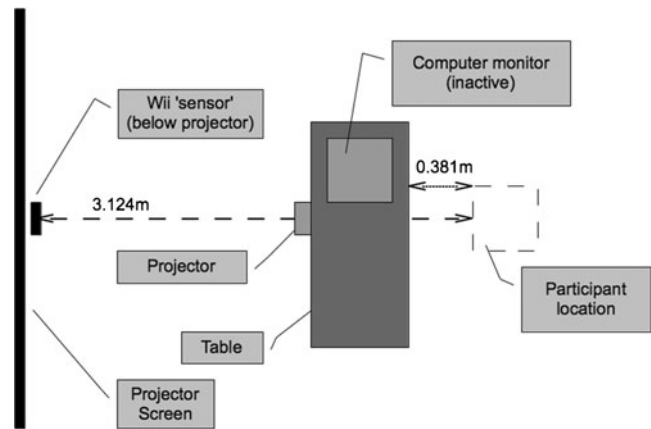 Computer monitor
(inactive)
Wii 'sensor'
(below projector)
0.381m
3.124m
Projector
Participant
location
Table
Projector
Screen